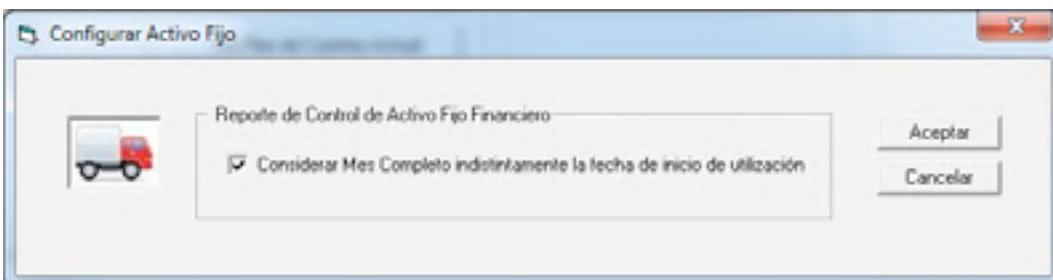 Configurar Activo Fijo
Reporte de Control de Activo Fijo Financiero
Considerar Mes Completo indistintamente la fecha de inicio de utilización
Aceptar
Cancelar